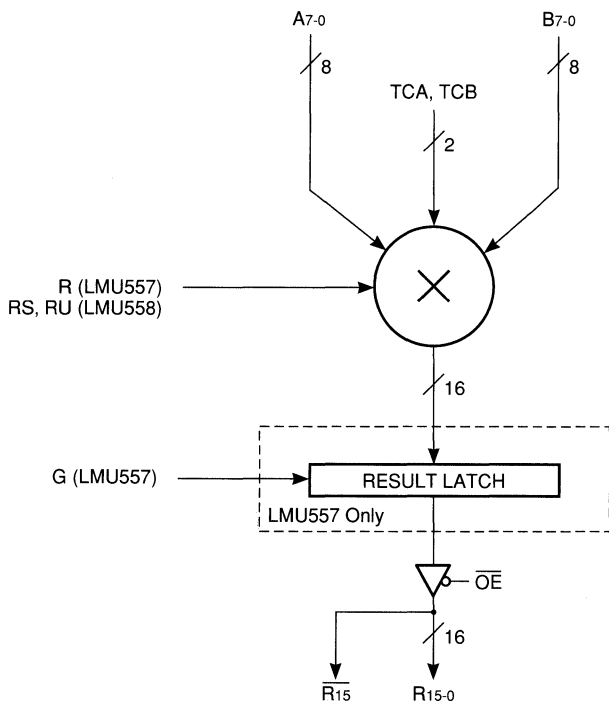 A7-0
B7-0
8
8
TCA, TCB
2
R (LMU557)
RS, RU (LMU558)
16
G (LMU557)
RESULT LATCH
LMU557 Only
OE
16
R15
R15-0